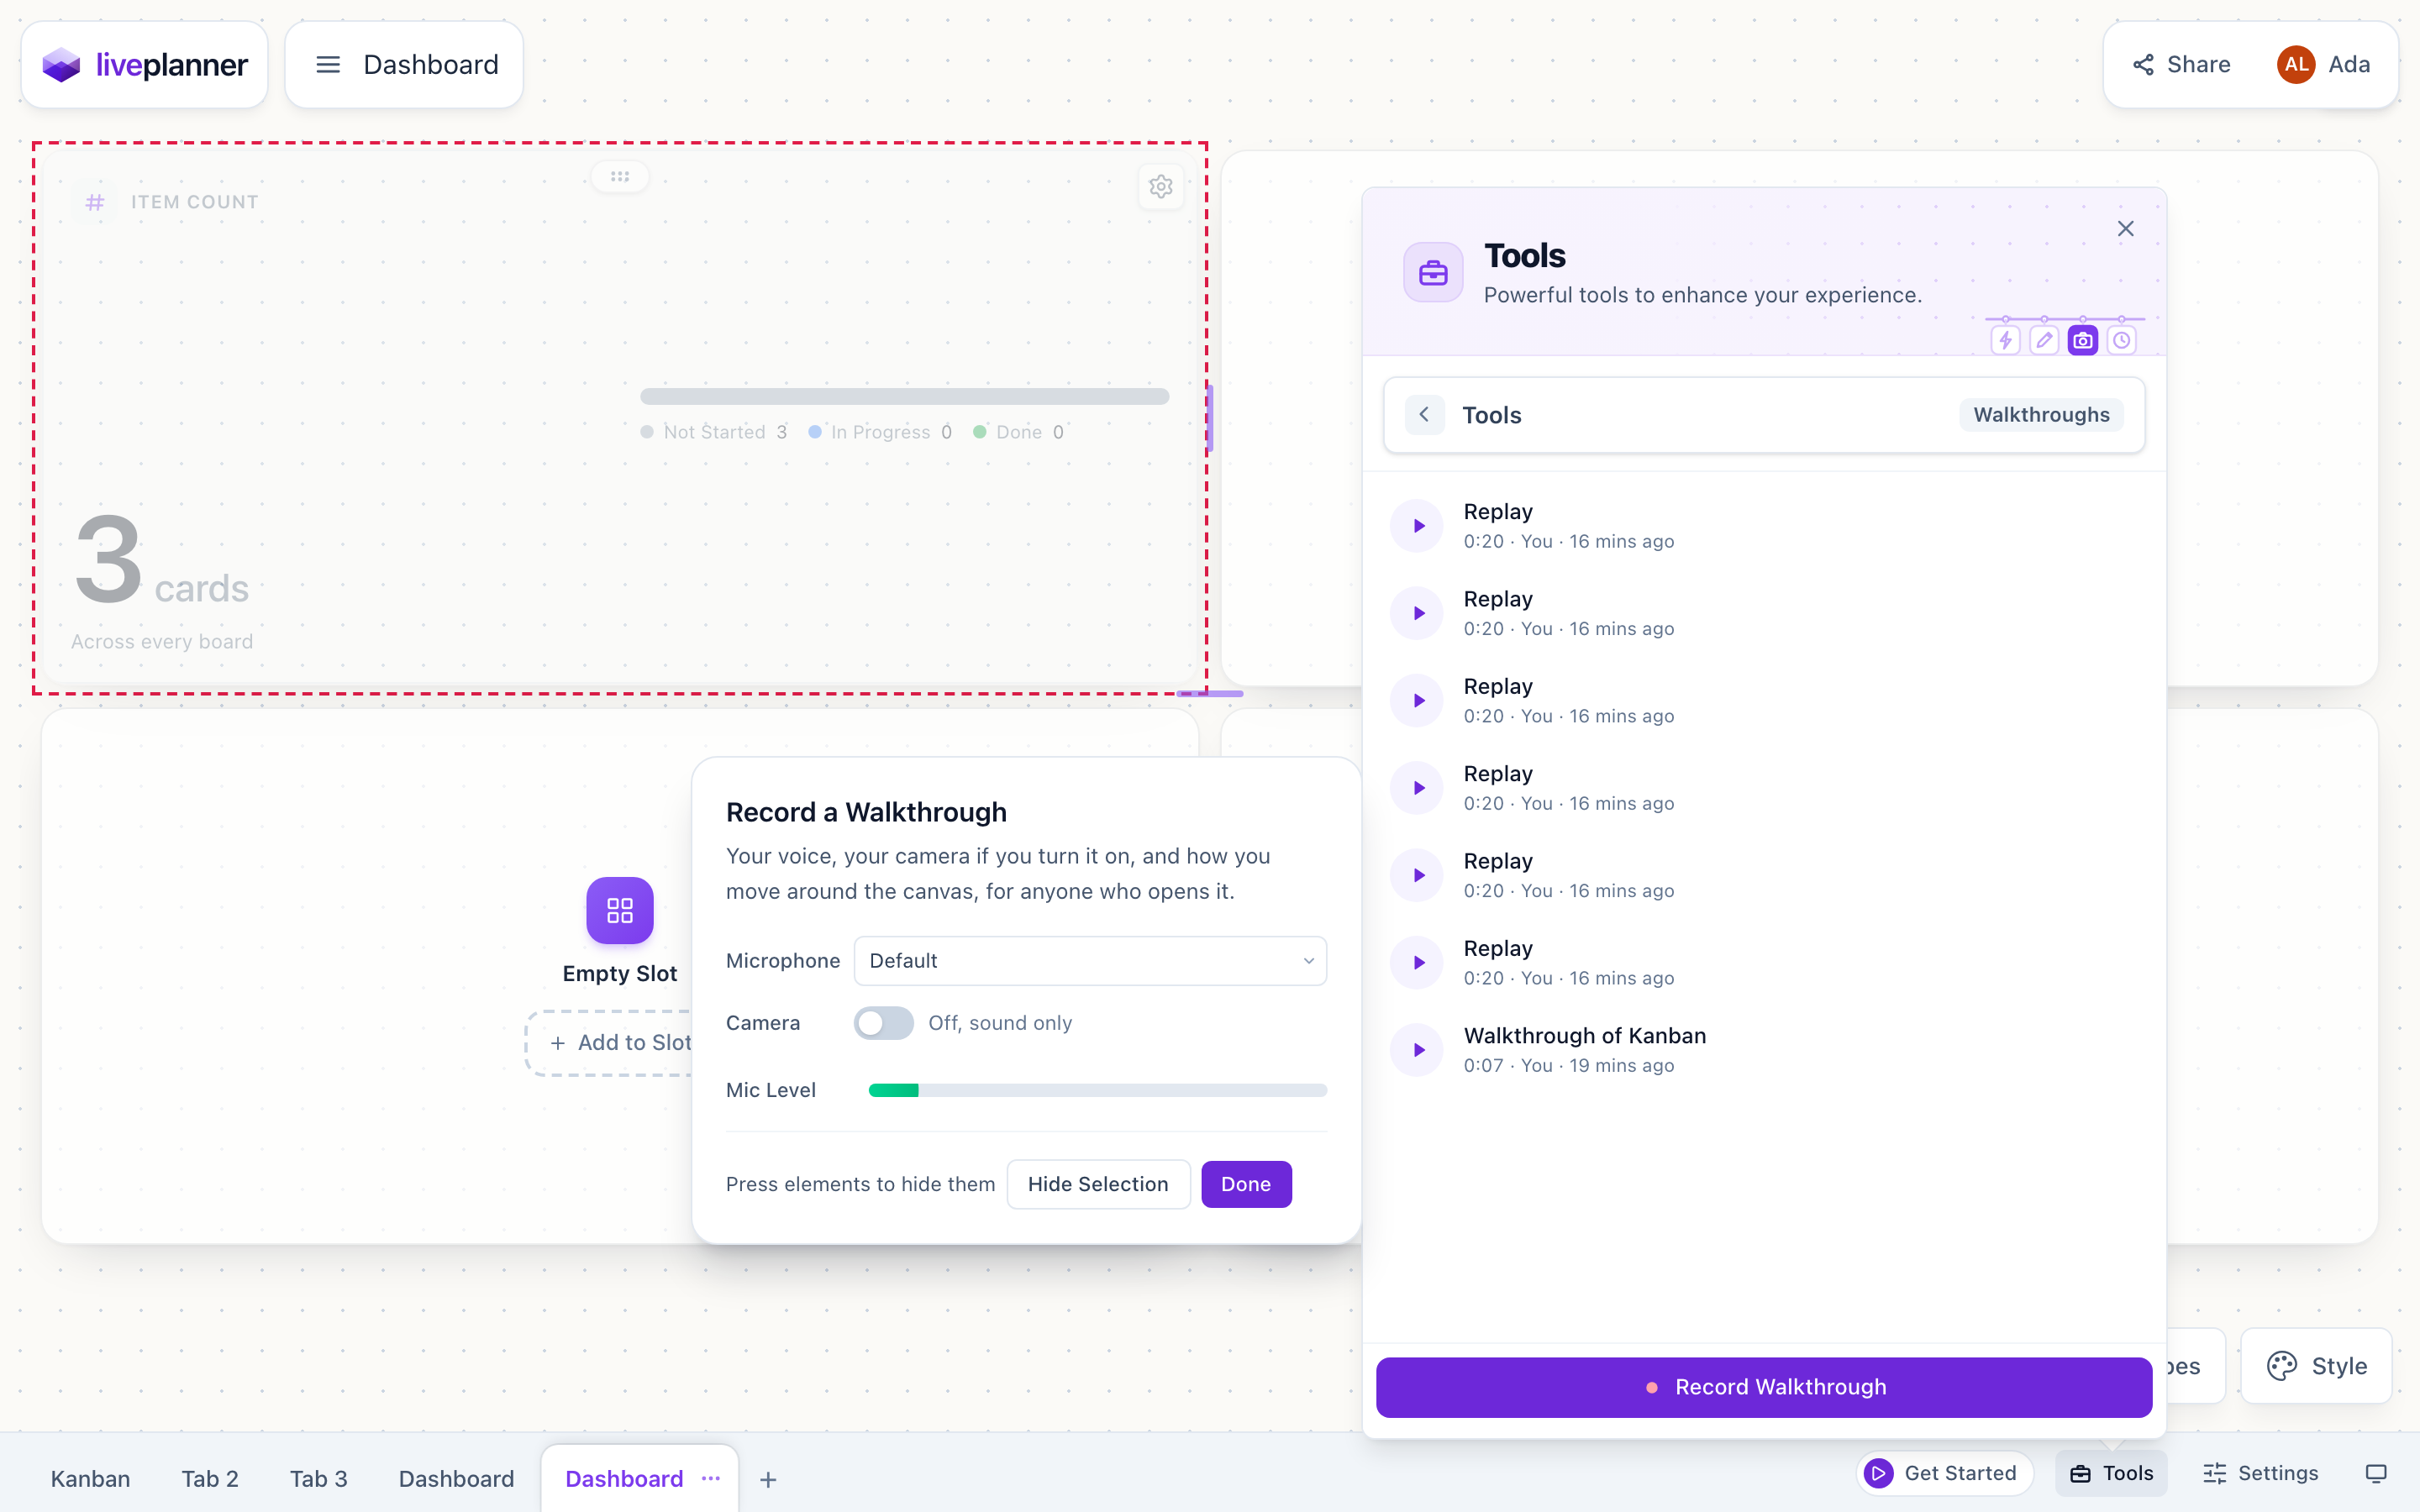 liveplanner
Dashboard
Share
AL
Ada
# ITEM COUNT
Not Started 3
In Progress 0
Done 0
3 cards
Across every board
Tools
Powerful tools to enhance your experience.
Tools
Walkthroughs
Replay
0:20 · You · 16 mins ago
Replay
0:20 · You · 16 mins ago
Replay
0:20 · You · 16 mins ago
Replay
0:20 · You · 16 mins ago
Replay
0:20 · You · 16 mins ago
Replay
0:20 · You · 16 mins ago
Walkthrough of Kanban
0:07 · You · 19 mins ago
Record Walkthrough
Empty Slot
+ Add to Slot
Record a Walkthrough
Your voice, your camera if you turn it on, and how you
move around the canvas, for anyone who opens it.
Microphone
Default
Camera
Off, sound only
Mic Level
Press elements to hide them
Hide Selection
Done
Style
Kanban
Tab 2
Tab 3
Dashboard
Dashboard
Get Started
Tools
Settings